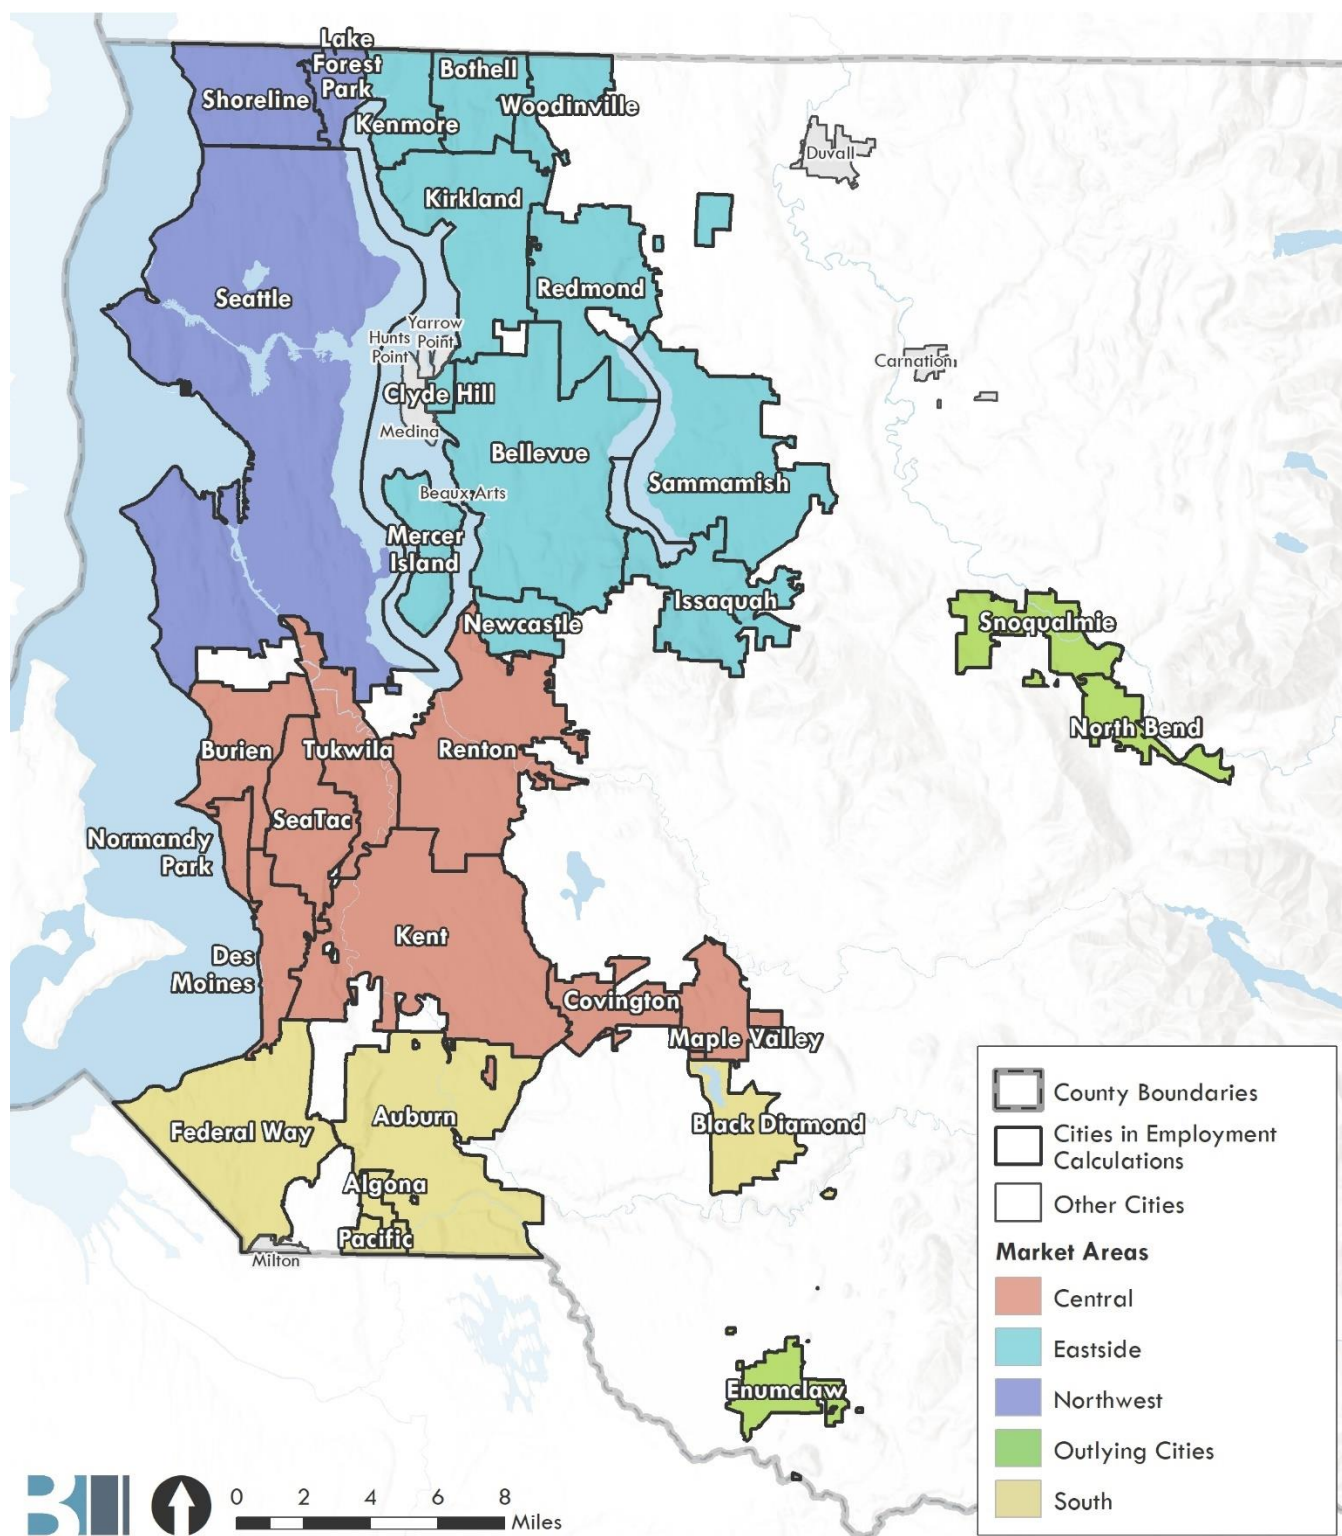 Lake
Forest
Park
Shoreline
Bothell
Woodinville
Kenmore
Duvall
Kirkland
Redmond
Seattle
Yarrow
Point
Hunts
Point
Carnation
Clyde Hill
Medina
Bellevue
Sammamish
Beaux Arts
Mercer
Island
Issaquah
Newcastle
Snoqualmie
North Bend
Burien
Tukwila
Renton
SeaTac
Normandy
Park
Kent
Des
Moines
Covington
Maple Valley
Federal Way
Auburn
Black Diamond
Algona
Pacific
Milton
Enumclaw
County Boundaries
Cities in Employment
Calculations
Other Cities
Market Areas
Central
Eastside
Northwest
Outlying Cities
South
0 2 4 6 8
Miles